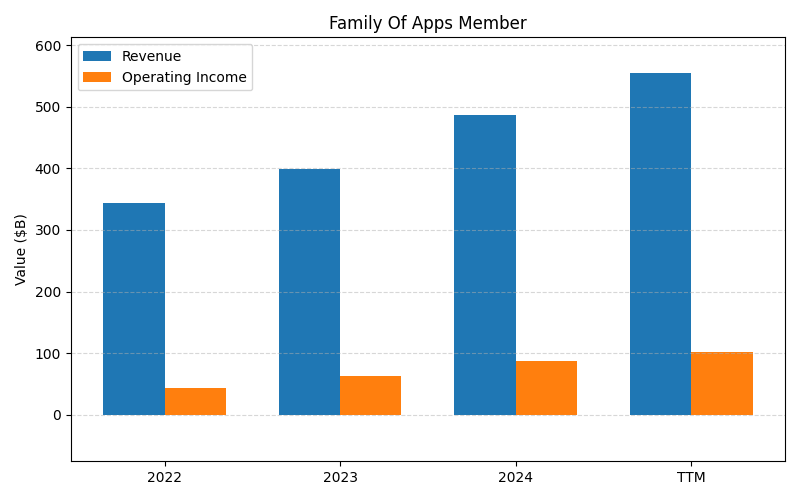 Family Of Apps Member
Revenue
Operating Income
Value ($B)
600
500
400
300
200
100
0
2022 2023 2024 TTM